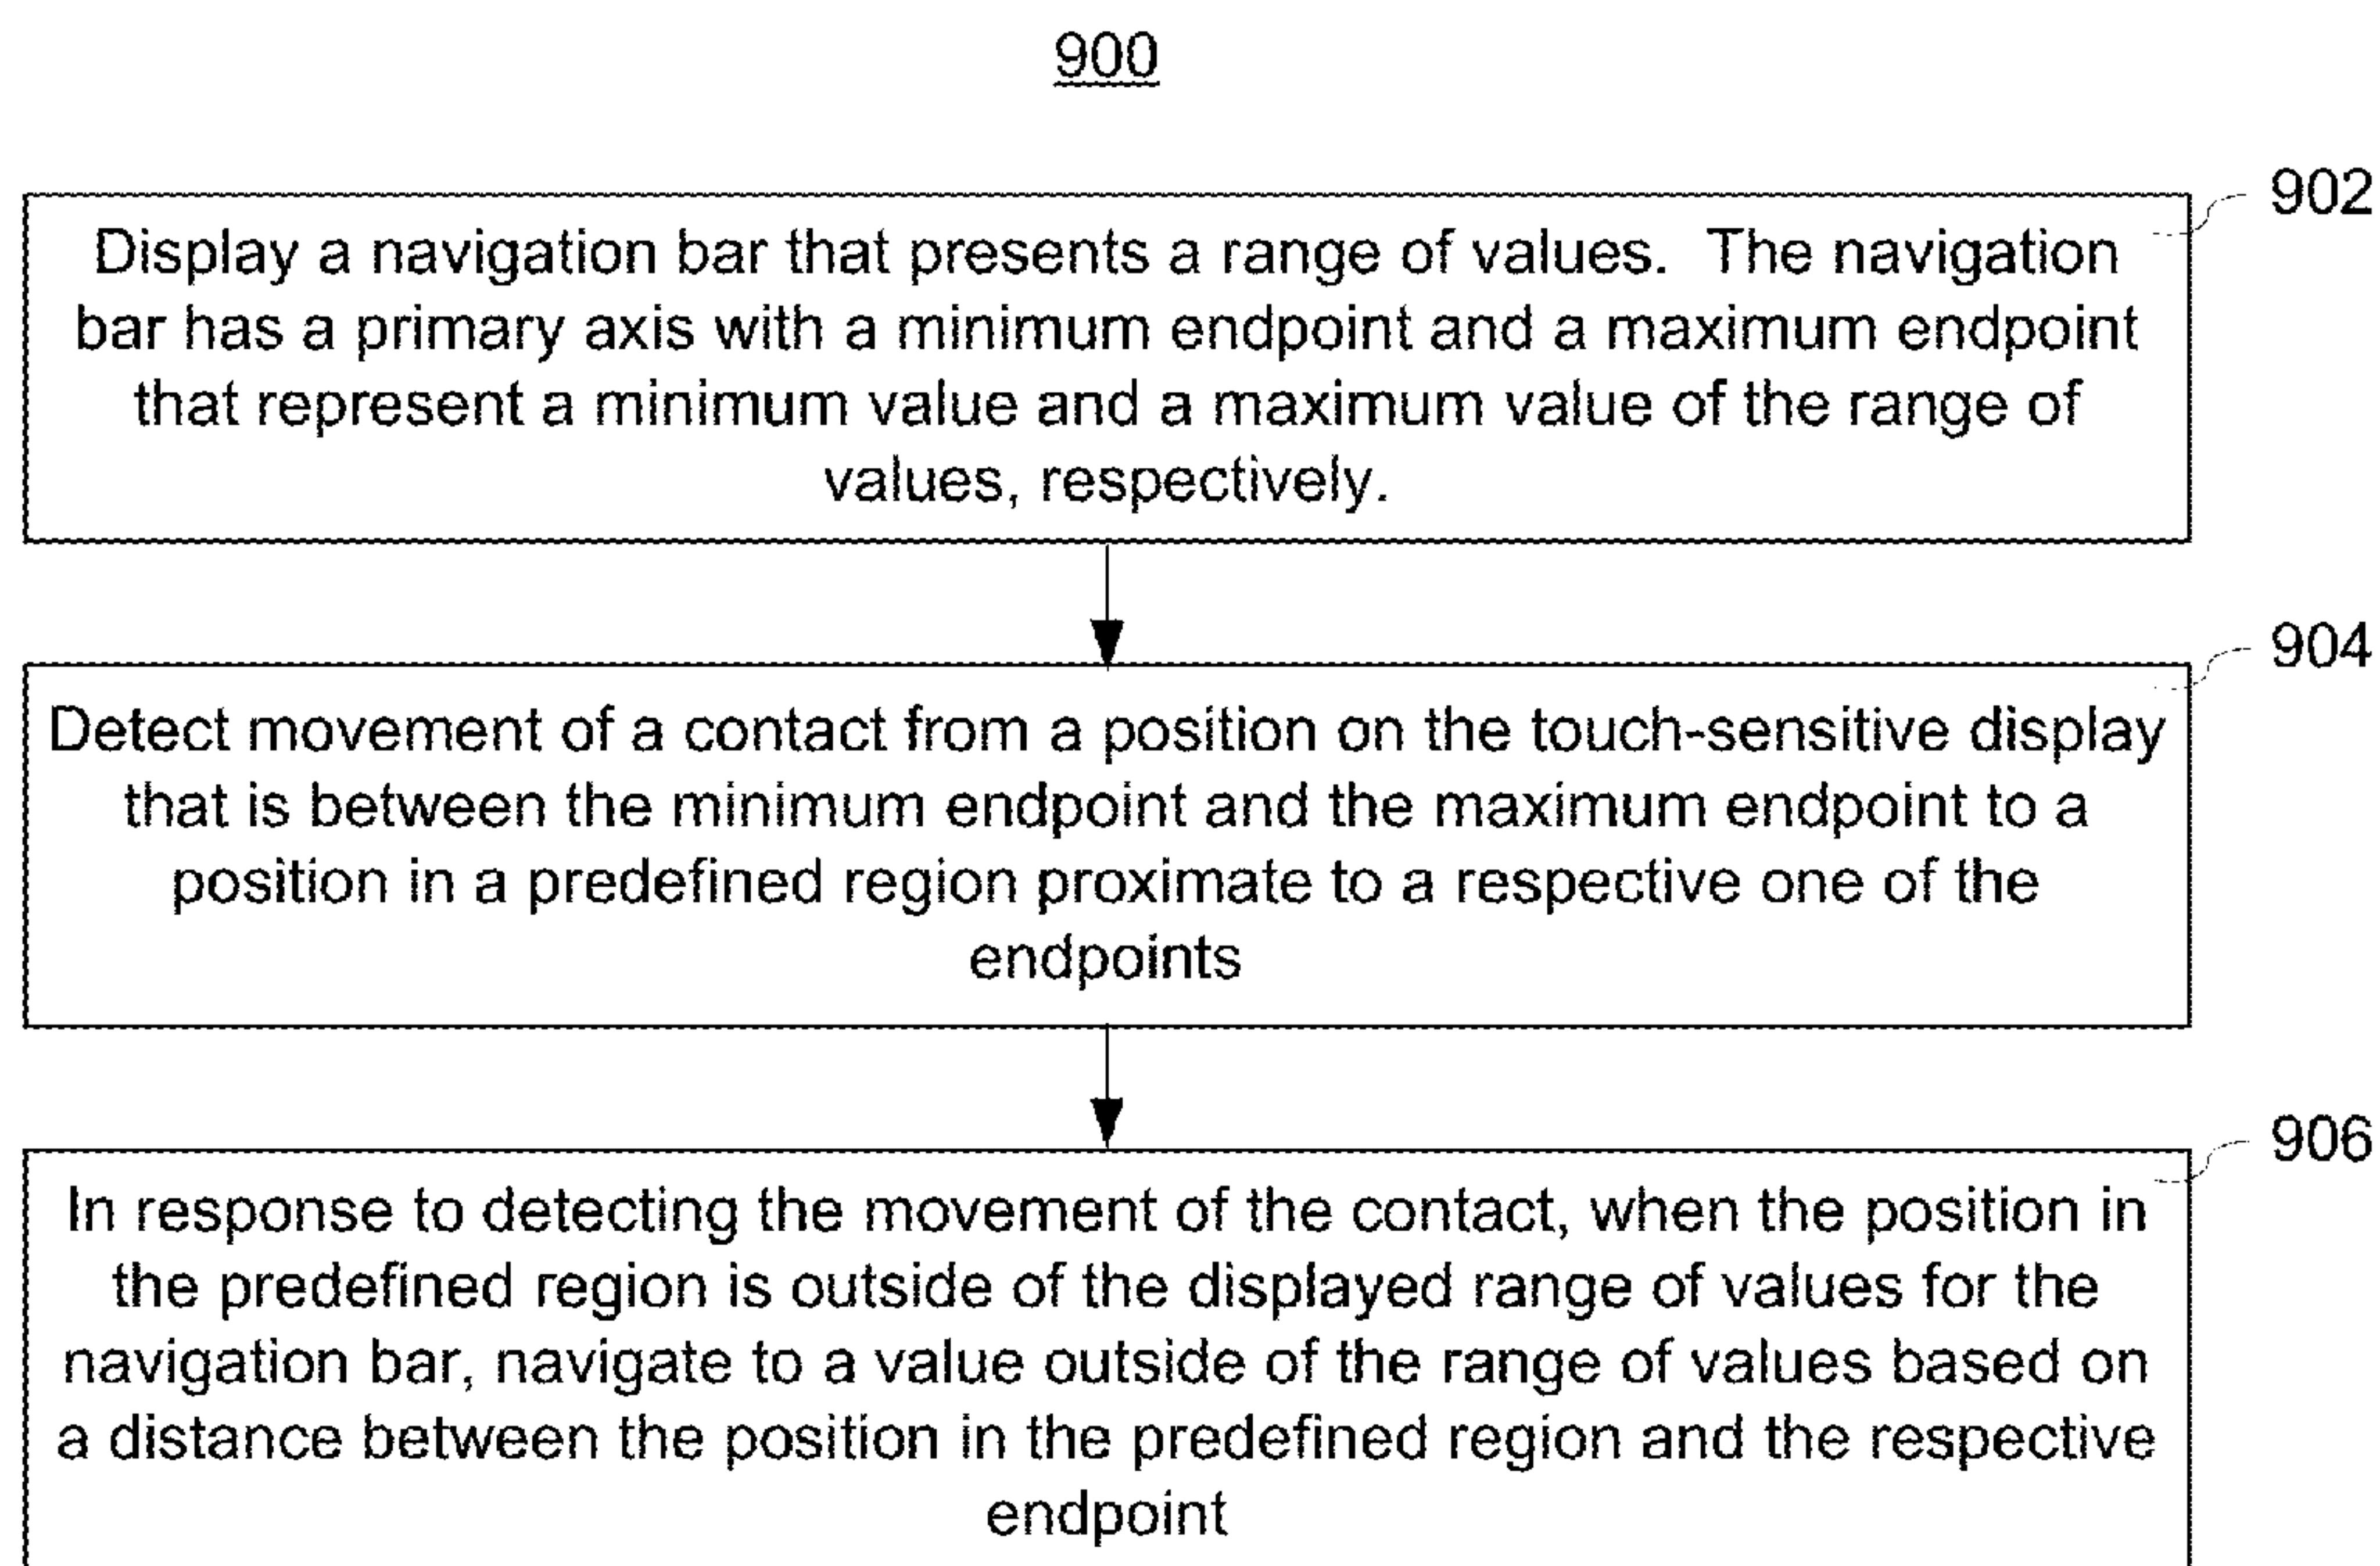 900
902
Display a navigation bar that presents a range of values. The navigation
bar has a primary axis with a minimum endpoint and a maximum endpoint
that represent a minimum value and a maximum value of the range of
values, respectively.
904
Detect movement of a contact from a position on the touch-sensitive display
that is between the minimum endpoint and the maximum endpoint to a
position in a predefined region proximate to a respective one of the
endpoints
906
In response to detecting the movement of the contact, when the position in
the predefined region is outside of the displayed range of values for the
navigation bar, navigate to a value outside of the range of values based on
a distance between the position in the predefined region and the respective
endpoint